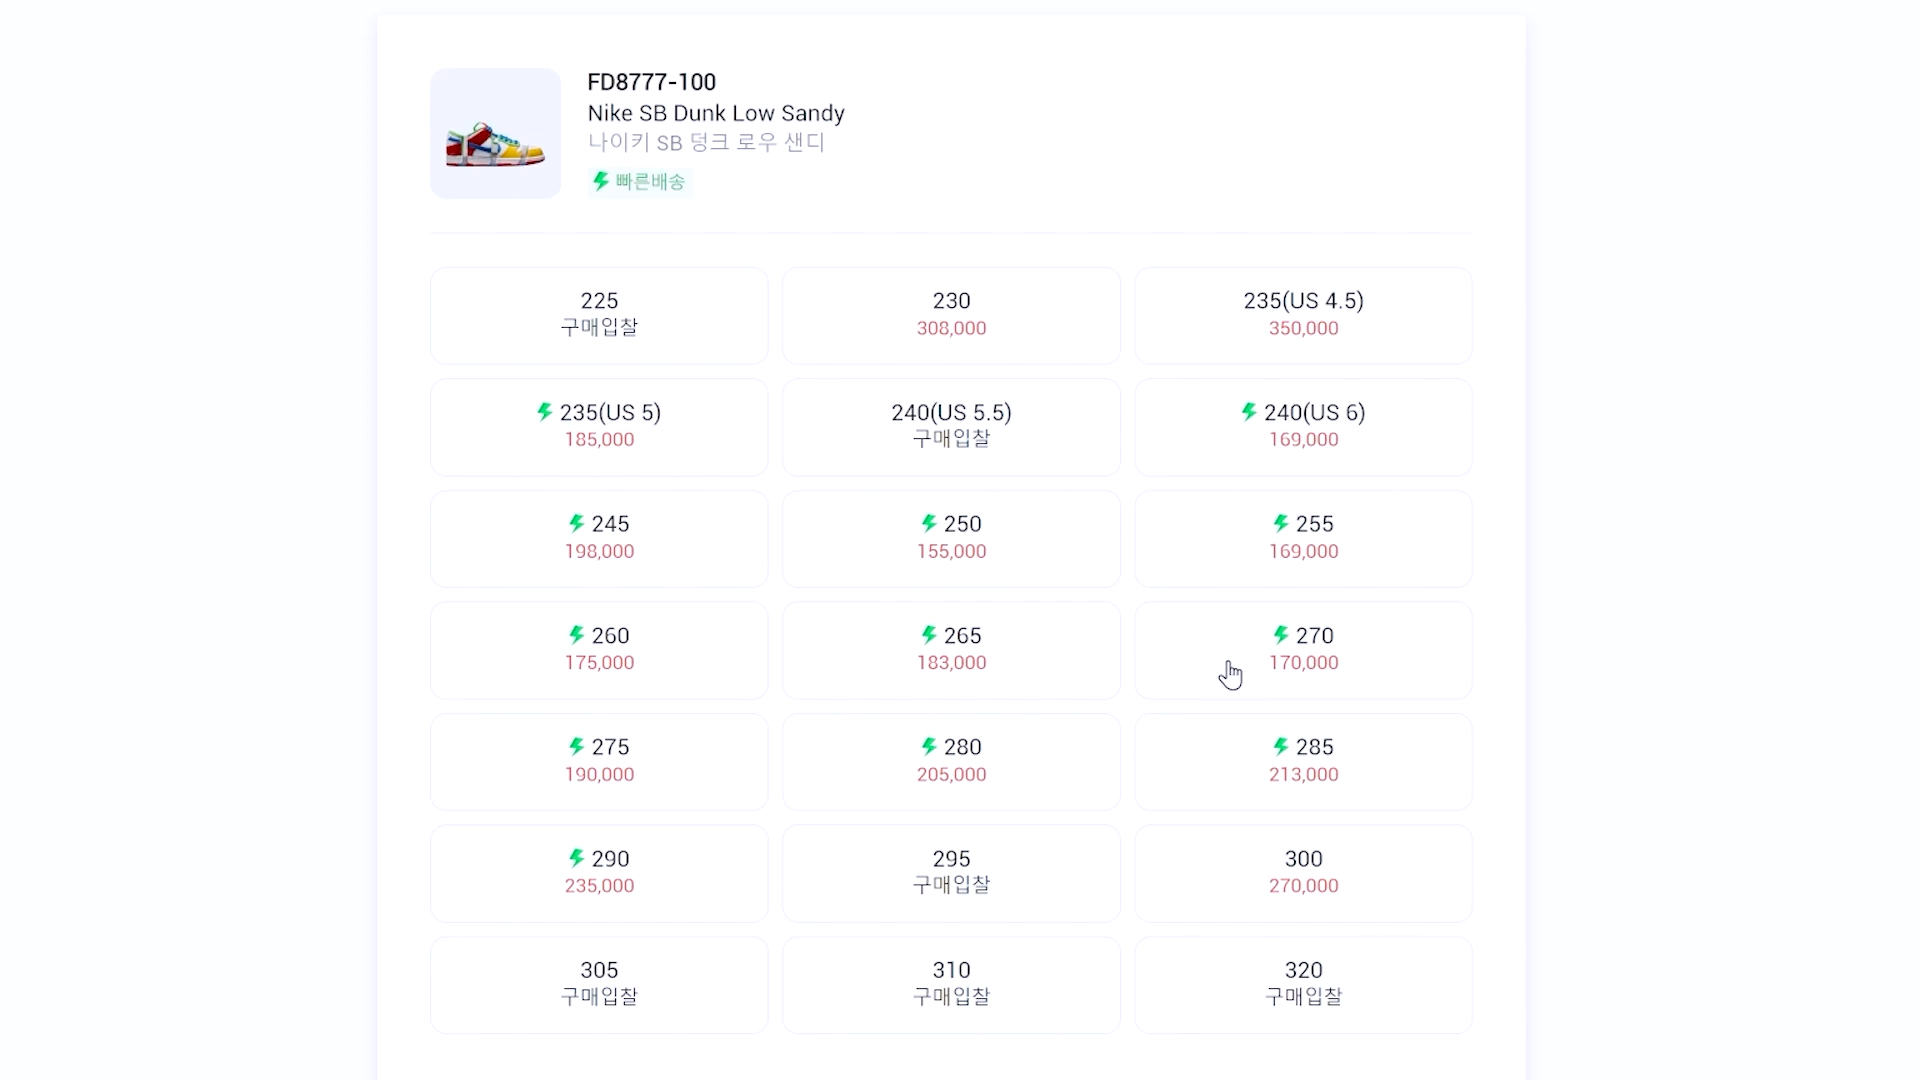 FD8777-100
Nike SB Dunk Low Sandy
나이키 SB 덩크 로우 샌디
빠른배송
225
구매입찰
230
308,000
235(US 4.5)
350,000
235(US 5)
185,000
240(US 5.5)
구매입찰
240(US 6)
169,000
245
198,000
250
155,000
255
169,000
260
175,000
265
183,000
270
170,000
275
190,000
280
205,000
285
213,000
290
235,000
295
구매입찰
300
270,000
305
구매입찰
310
구매입찰
320
구매입찰